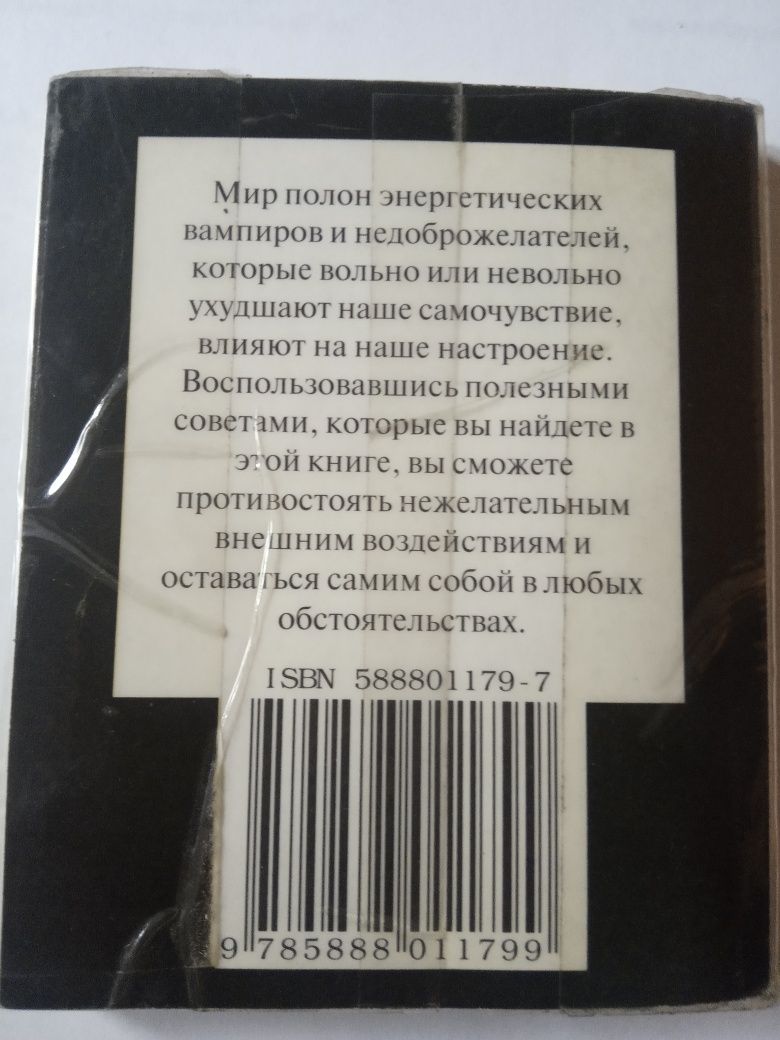 Мир полон энергетических
вампиров и недоброжелателей,
которые вольно или невольно
ухудшают наше самочувствие,
влияют на наше настроение.
Воспользовавшись полезными
советами, которые вы найдете в
этой книге, вы сможете
противостоять нежелательным
внешним воздействиям и
оставаться самим собой в любых
обстоятельствах.
ISBN 588801179-7
9 785888 011799